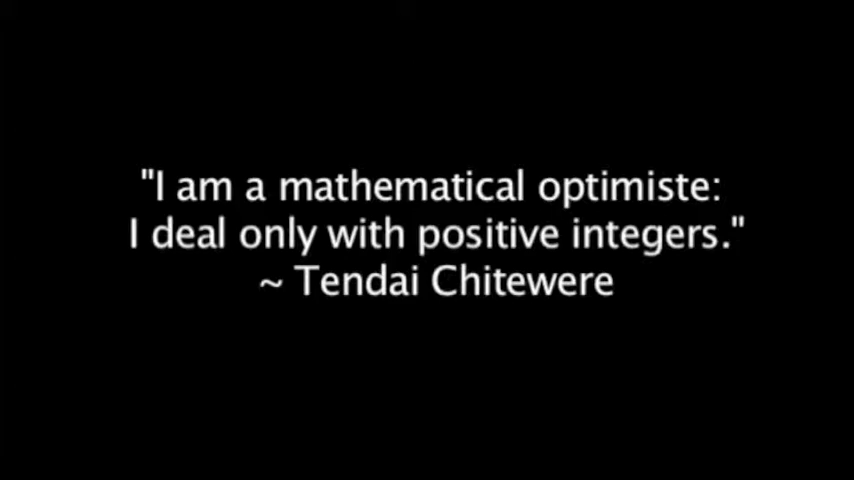 "I am a mathematical optimiste:
I deal only with positive integers."
~ Tendai Chitewere